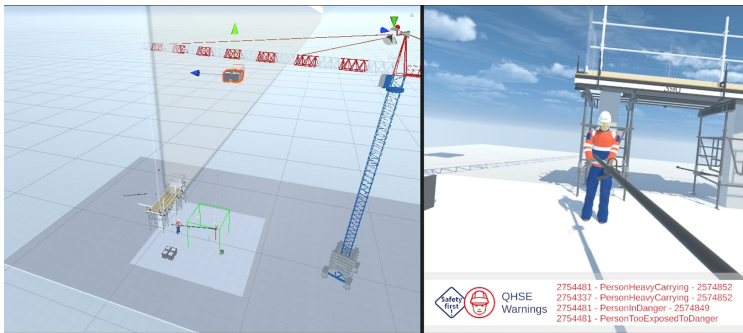 Safety
first
!
QHSE
Warnings
2754481 - PersonHeavyCarrying - 2574852
2754337 - PersonHeavyCarrying - 2574852
2754481 - PersonInDanger - 2574849
2754481 - PersonTooExposedToDanger